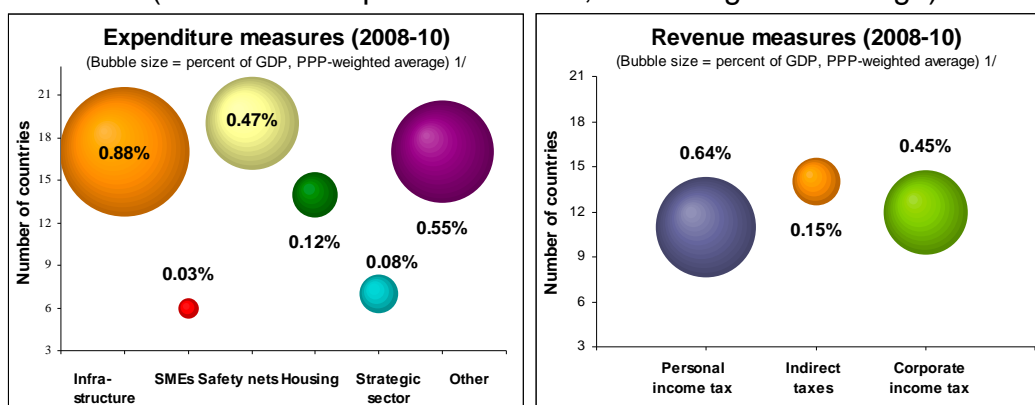 Expenditure measures (2008-10)
(Bubble size = percent of GDP, PPP-weighted average) 1/
Number of countries
21
18
15
12
9
6
3
0.88%
0.47%
0.12%
0.55%
0.03%
0.08%
Infra-
structure
SMEs
Safety nets
Housing
Strategic
sector
Other
Revenue measures (2008-10)
(Bubble size = percent of GDP, PPP-weighted average) 1/
Number of countries
21
18
15
12
9
6
3
0.64%
0.15%
0.45%
Personal
income tax
Indirect
taxes
Corporate
income tax